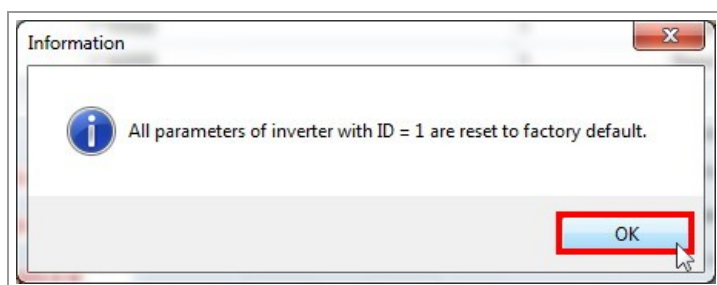 Information
All parameters of inverter with ID = 1 are reset to factory default.
OK